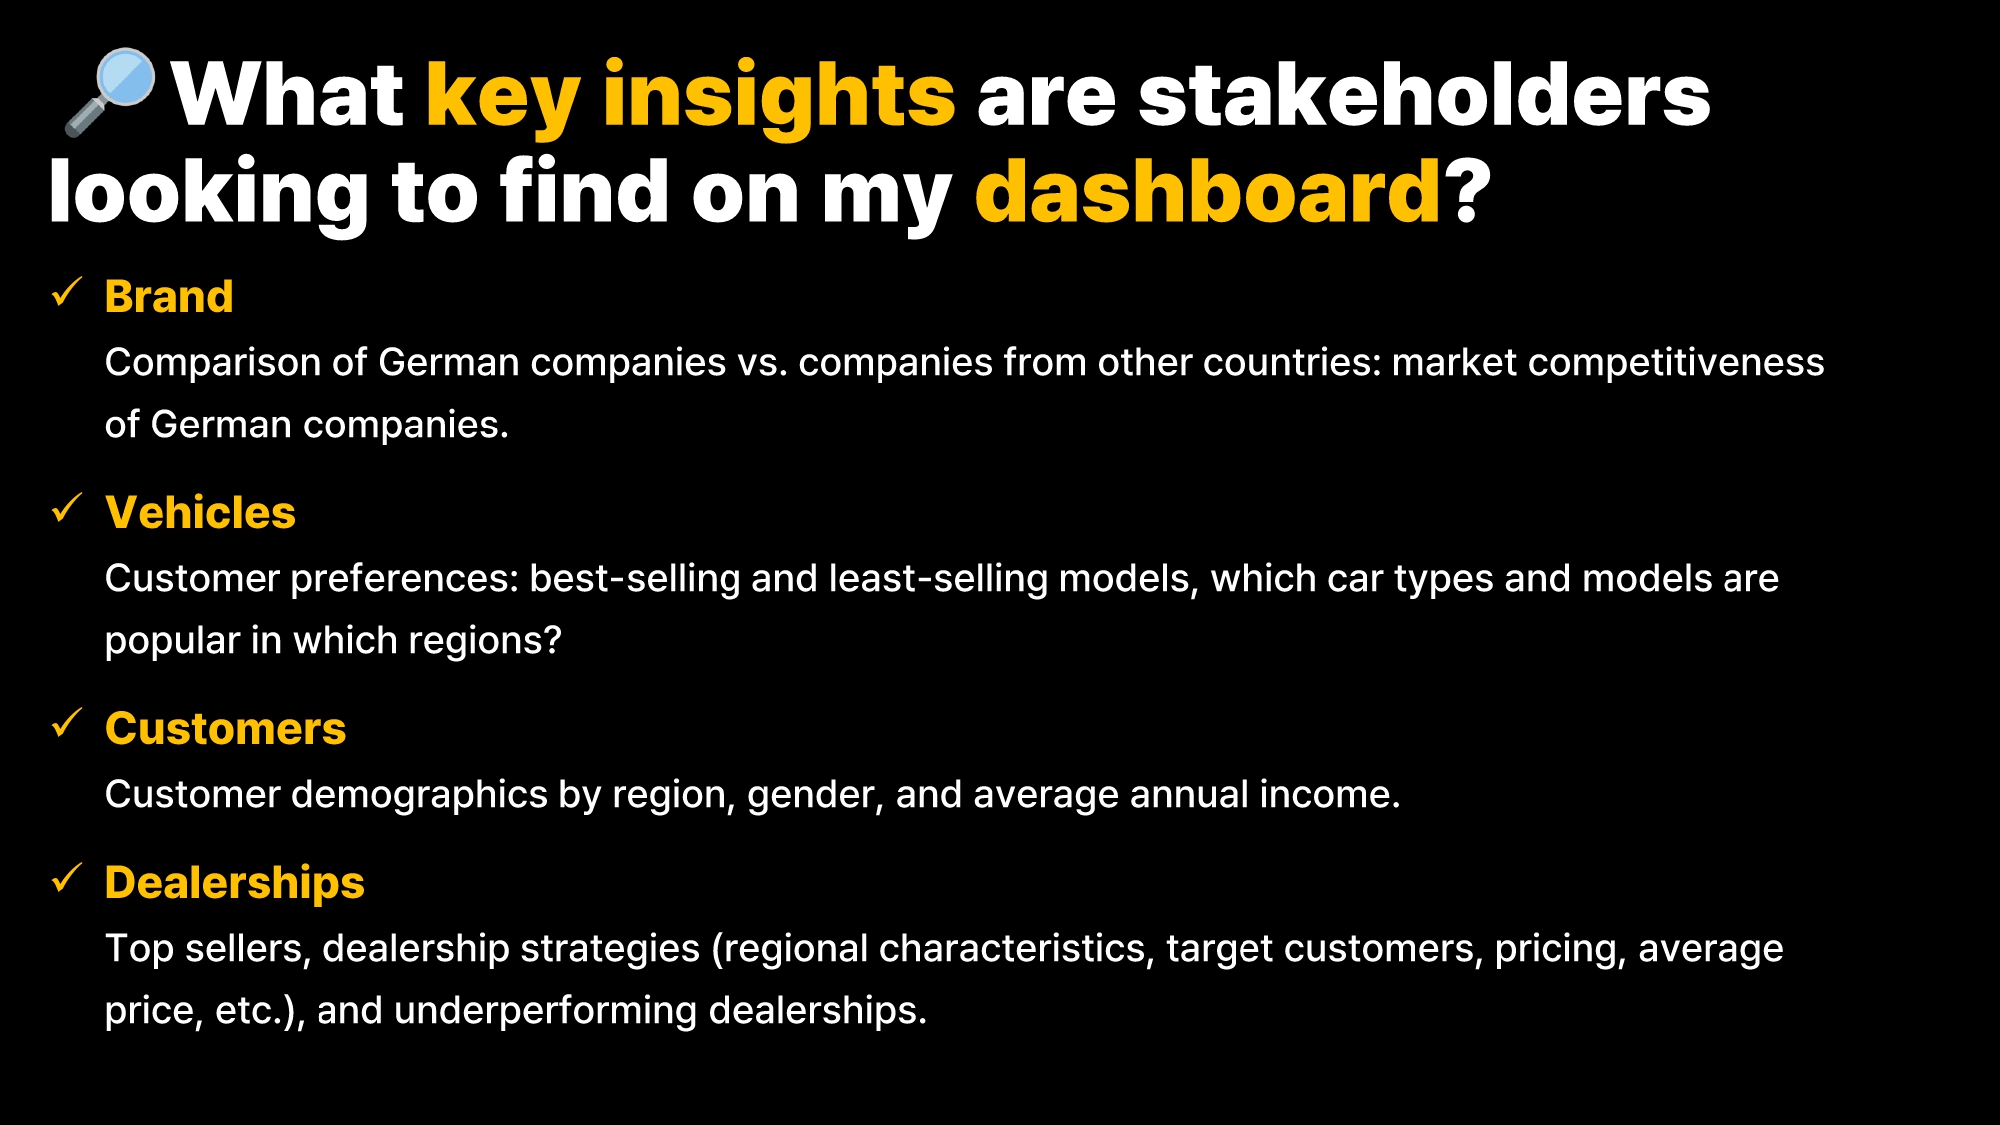 What key insights are stakeholders
looking to find on my dashboard?
✓ Brand
Comparison of German companies vs. companies from other countries: market competitiveness
of German companies.
✓ Vehicles
Customer preferences: best-selling and least-selling models, which car types and models are
popular in which regions?
✓ Customers
Customer demographics by region, gender, and average annual income.
✓ Dealerships
Top sellers, dealership strategies (regional characteristics, target customers, pricing, average
price, etc.), and underperforming dealerships.